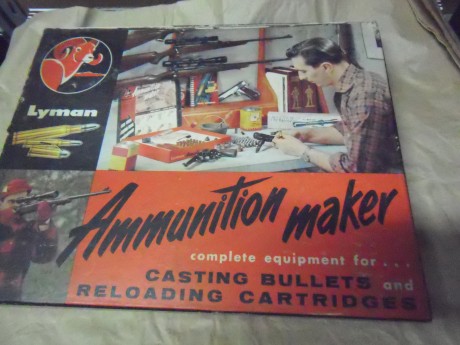 Lyman
Ammunition maker
complete equipment for...
CASTING BULLETS and
RELOADING CARTRIDGES